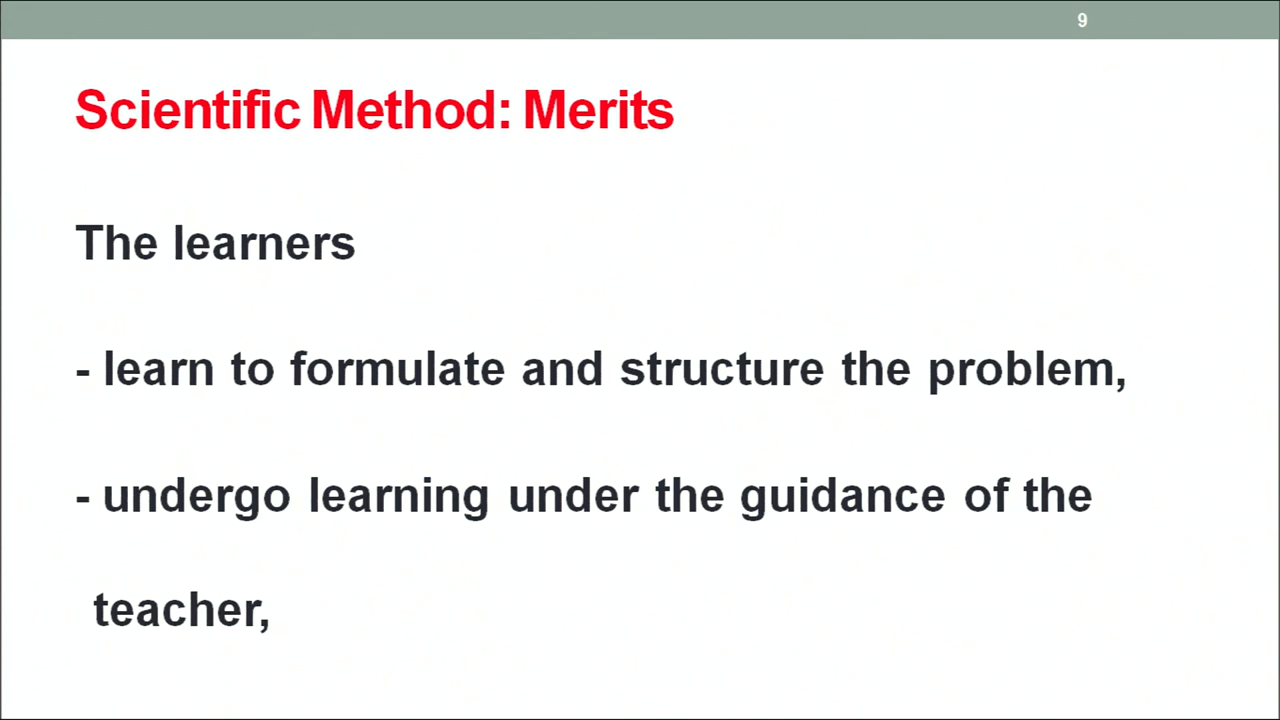 9
Scientific Method: Merits
The learners
- learn to formulate and structure the problem,
- undergo learning under the guidance of the
teacher,